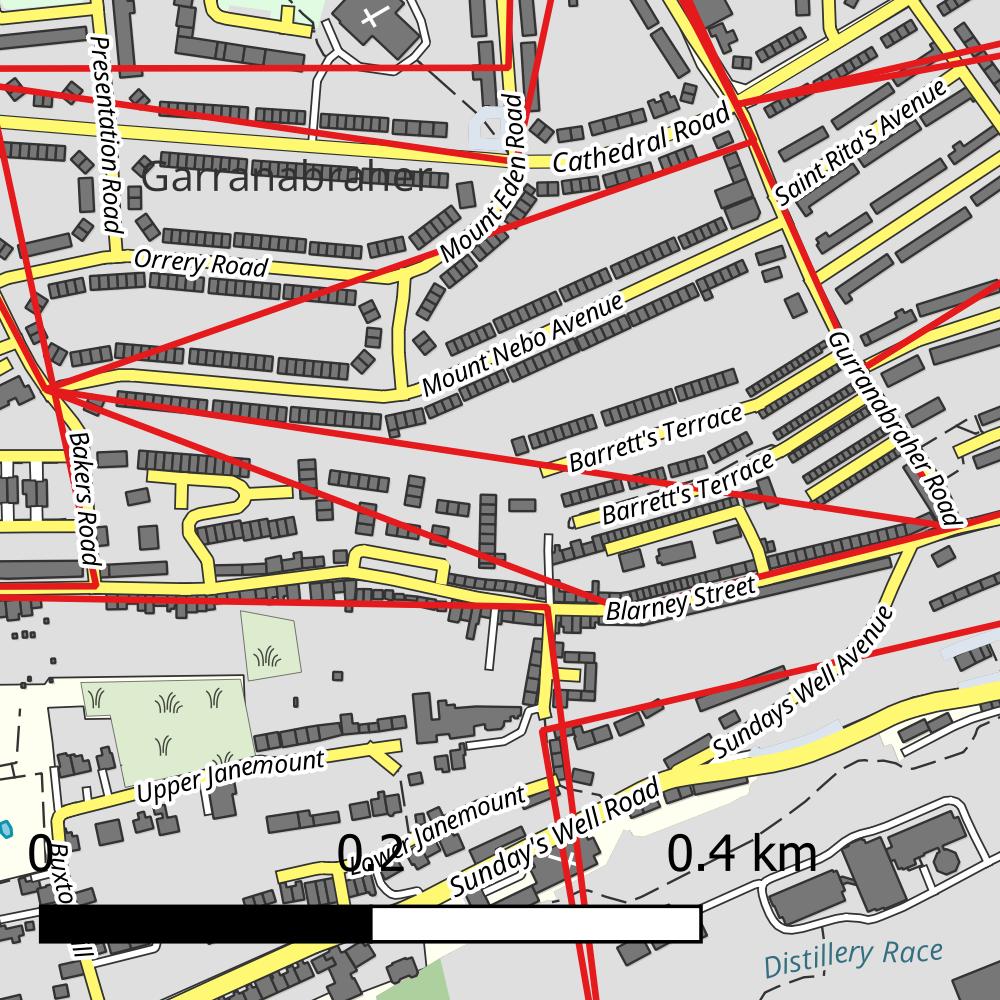 Presentation Road
Garranabraher
Mount Eden Road
Cathedral Road
Saint Rita's Avenue
Orrery Road
Mount Nebo Avenue
Gurranabraher Road
Barrett's Terrace
Barrett's Terrace
Bakers Road
Blarney Street
Sundays Well Avenue
Upper Janemount
Lower Janemount
Sunday's Well Road
0 0.2 0.4 km
Distillery Race